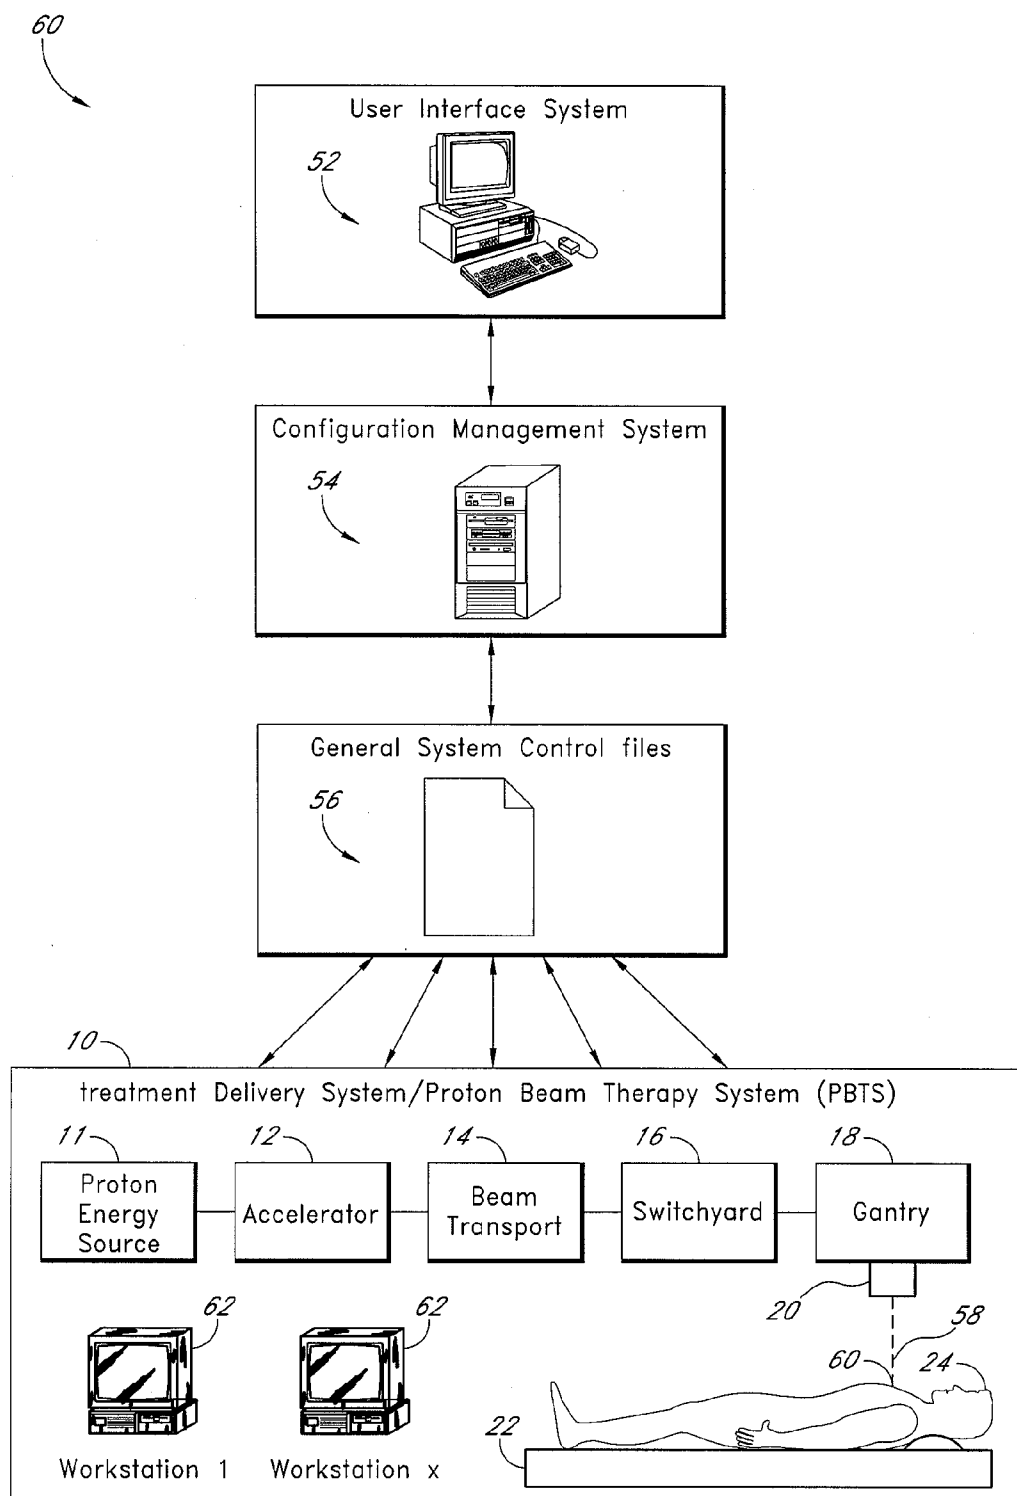 60
User Interface System
52
Configuration Management System
54
General System Control files
56
10
treatment Delivery System/Proton Beam Therapy System (PBTS)
11
12
14
16
18
Proton
Energy
Source
Accelerator
Beam
Transport
Switchyard
Gantry
20
62
62
58
60
24
22
Workstation 1
Workstation x